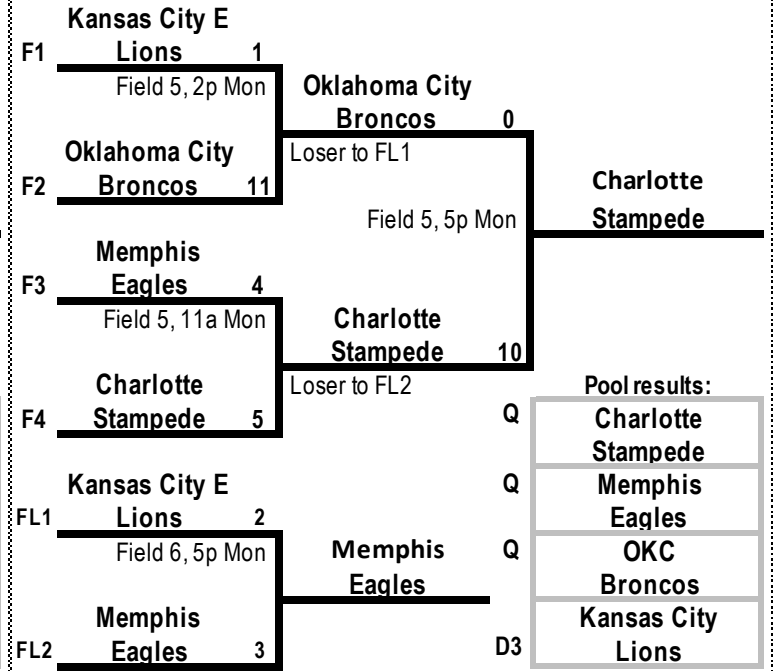 Kansas City E
F1 Lions 1
Field 5, 2p Mon
Oklahoma City
Broncos 0
Oklahoma City
Loser to FL1
F2 Broncos 11
Charlotte
Field 5, 5p Mon
Stampede
Memphis
F3 Eagles 4
Field 5, 11a Mon
Charlotte
Stampede 10
Charlotte
Loser to FL2
F4 Stampede 5
Pool results:
Q Charlotte
Stampede
Kansas City E
FL1 Lions 2
Field 6, 5p Mon
Memphis
Eagles
Q Memphis
Eagles
Q OKC
Broncos
Memphis
FL2 Eagles 3
Kansas City
D3 Lions